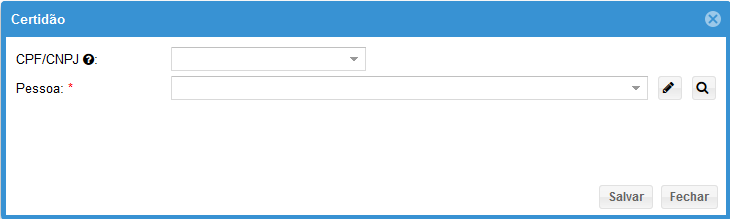 Certidão
CPF/CNPJ ?:
Pessoa: *
Salvar Fechar